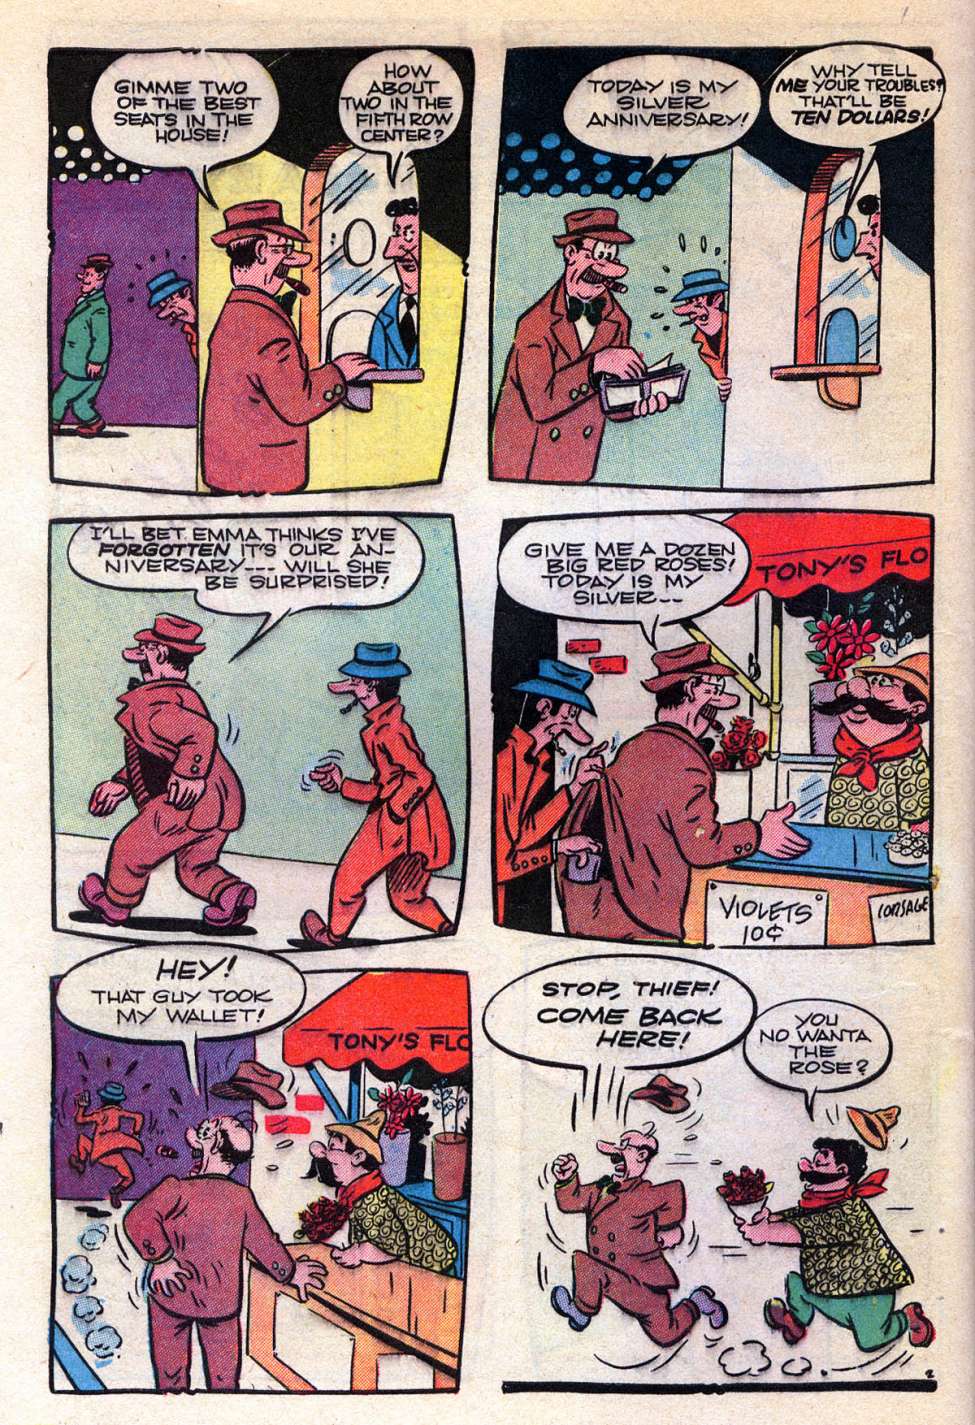 GIMME TWO
OF THE BEST
SEATS IN THE
HOUSE!
HOW
ABOUT
TWO IN THE
FIFTH ROW
CENTER?
TODAY IS MY
SILVER
ANNIVERSARY!
WHY TELL
ME YOUR TROUBLES?
THAT'LL BE
TEN DOLLARS!
I'LL BET EMMA THINKS I'VE
FORGOTTEN IT'S OUR AN-
NIVERSARY--- WILL SHE
BE SURPRISED!
GIVE ME A DOZEN
BIG RED ROSES!
TODAY IS MY
SILVER--
TONY'S FLO
VIOLETS
10¢
CORSAGE
HEY!
THAT GUY TOOK
MY WALLET!
TONY'S FLO
STOP, THIEF!
COME BACK
HERE!
YOU
NO WANTA
THE
ROSE?
2